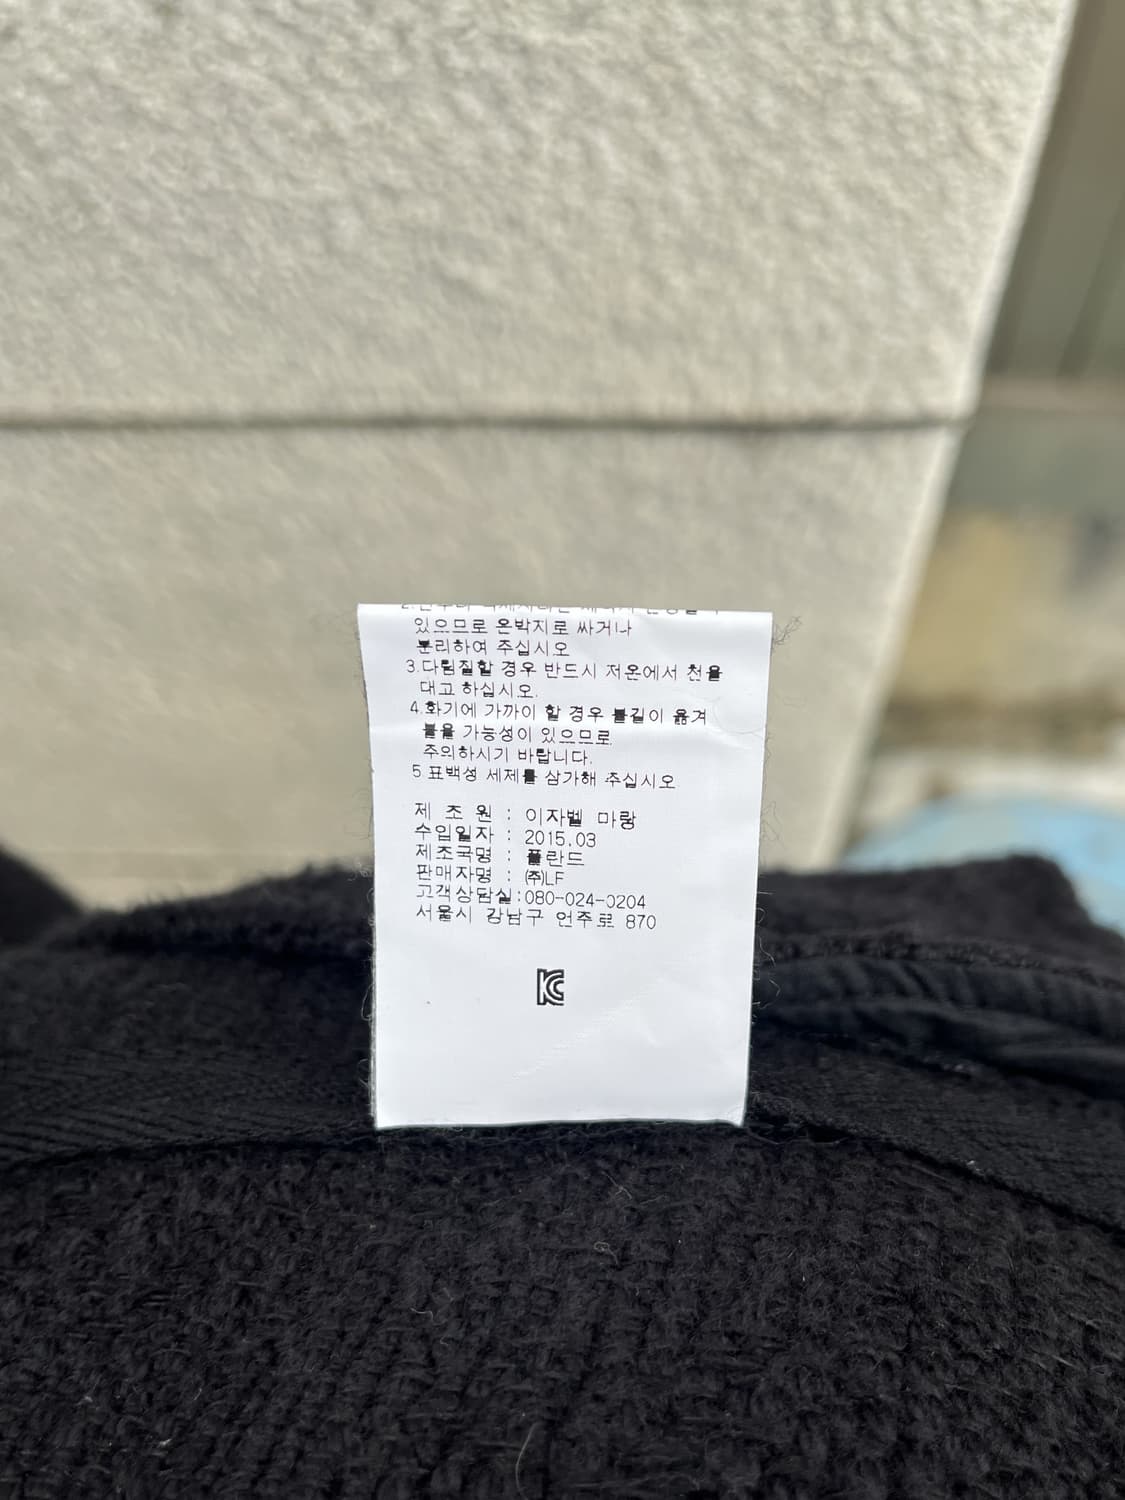 있으므로 은박지로 싸거나
분리하여 주십시오
3.다림질할 경우 반드시 저온에서 천을
대고 하십시오.
4.화기에 가까이 할 경우 불길이 옮겨
붙을 가능성이 있으므로
주의하시기 바랍니다.
5.표백성 세제를 삼가해 주십시오
제 조 원 : 이자벨 마랑
수입일자 : 2015.03
제조국명 : 폴란드
판매자명 : ㈜LF
고객상담실:080-024-0204
서울시 강남구 언주로 870
KC